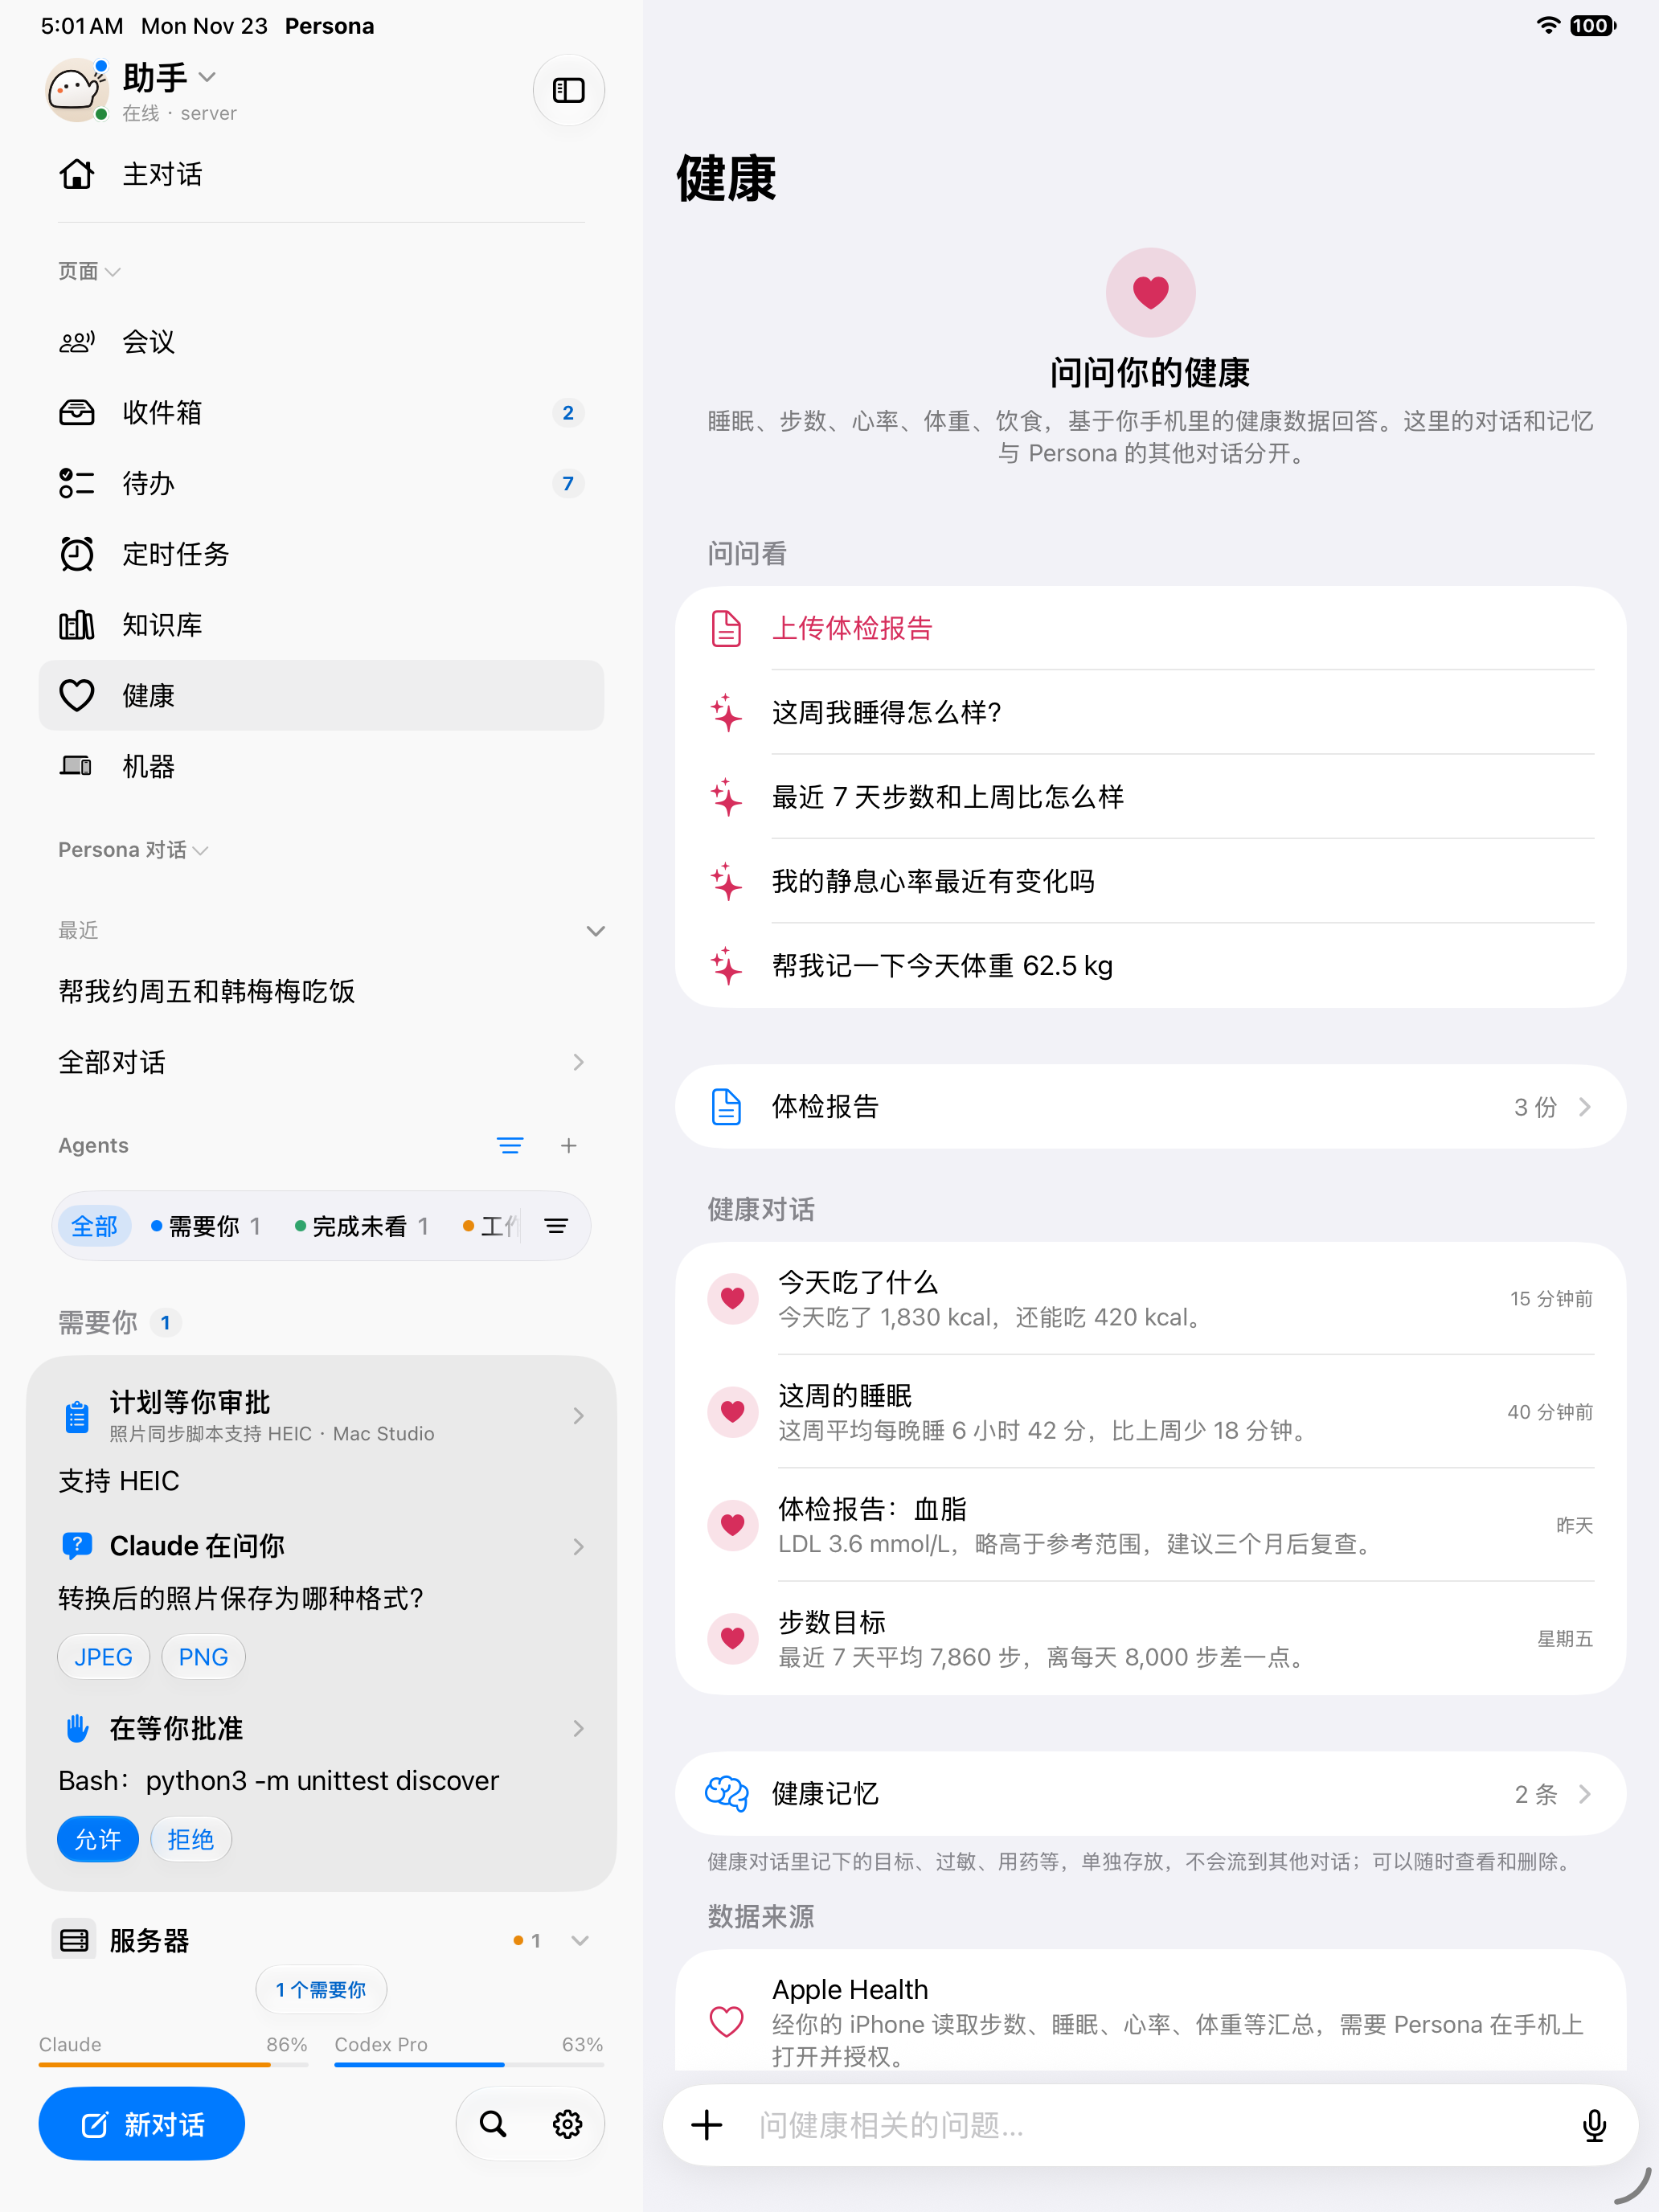 5:01 AM Mon Nov 23 Persona
100
助手
在线 · server
主对话
页面
会议
收件箱 2
待办 7
定时任务
知识库
健康
机器
Persona 对话
最近
帮我约周五和韩梅梅吃饭
全部对话
Agents
全部 需要你 1 完成未看 1
需要你 1
计划等你审批
照片同步脚本支持 HEIC · Mac Studio
支持 HEIC
Claude 在问你
转换后的照片保存为哪种格式?
JPEG PNG
在等你批准
Bash: python3 -m unittest discover
允许 拒绝
服务器 1
1 个需要你
Claude 86% Codex Pro 63%
新对话
健康
问问你的健康
睡眠、步数、心率、体重、饮食，基于你手机里的健康数据回答。这里的对话和记忆
与 Persona 的其他对话分开。
问问看
上传体检报告
这周我睡得怎么样?
最近 7 天步数和上周比怎么样
我的静息心率最近有变化吗
帮我记一下今天体重 62.5 kg
体检报告 3 份
健康对话
今天吃了什么
今天吃了 1,830 kcal，还能吃 420 kcal。
15 分钟前
这周的睡眠
这周平均每晚睡 6 小时 42 分，比上周少 18 分钟。
40 分钟前
体检报告：血脂
LDL 3.6 mmol/L，略高于参考范围，建议三个月后复查。
昨天
步数目标
最近 7 天平均 7,860 步，离每天 8,000 步差一点。
星期五
健康记忆 2 条
健康对话里记下的目标、过敏、用药等，单独存放，不会流到其他对话；可以随时查看和删除。
数据来源
Apple Health
经你的 iPhone 读取步数、睡眠、心率、体重等汇总，需要 Persona 在手机上
打开并授权。
问健康相关的问题...